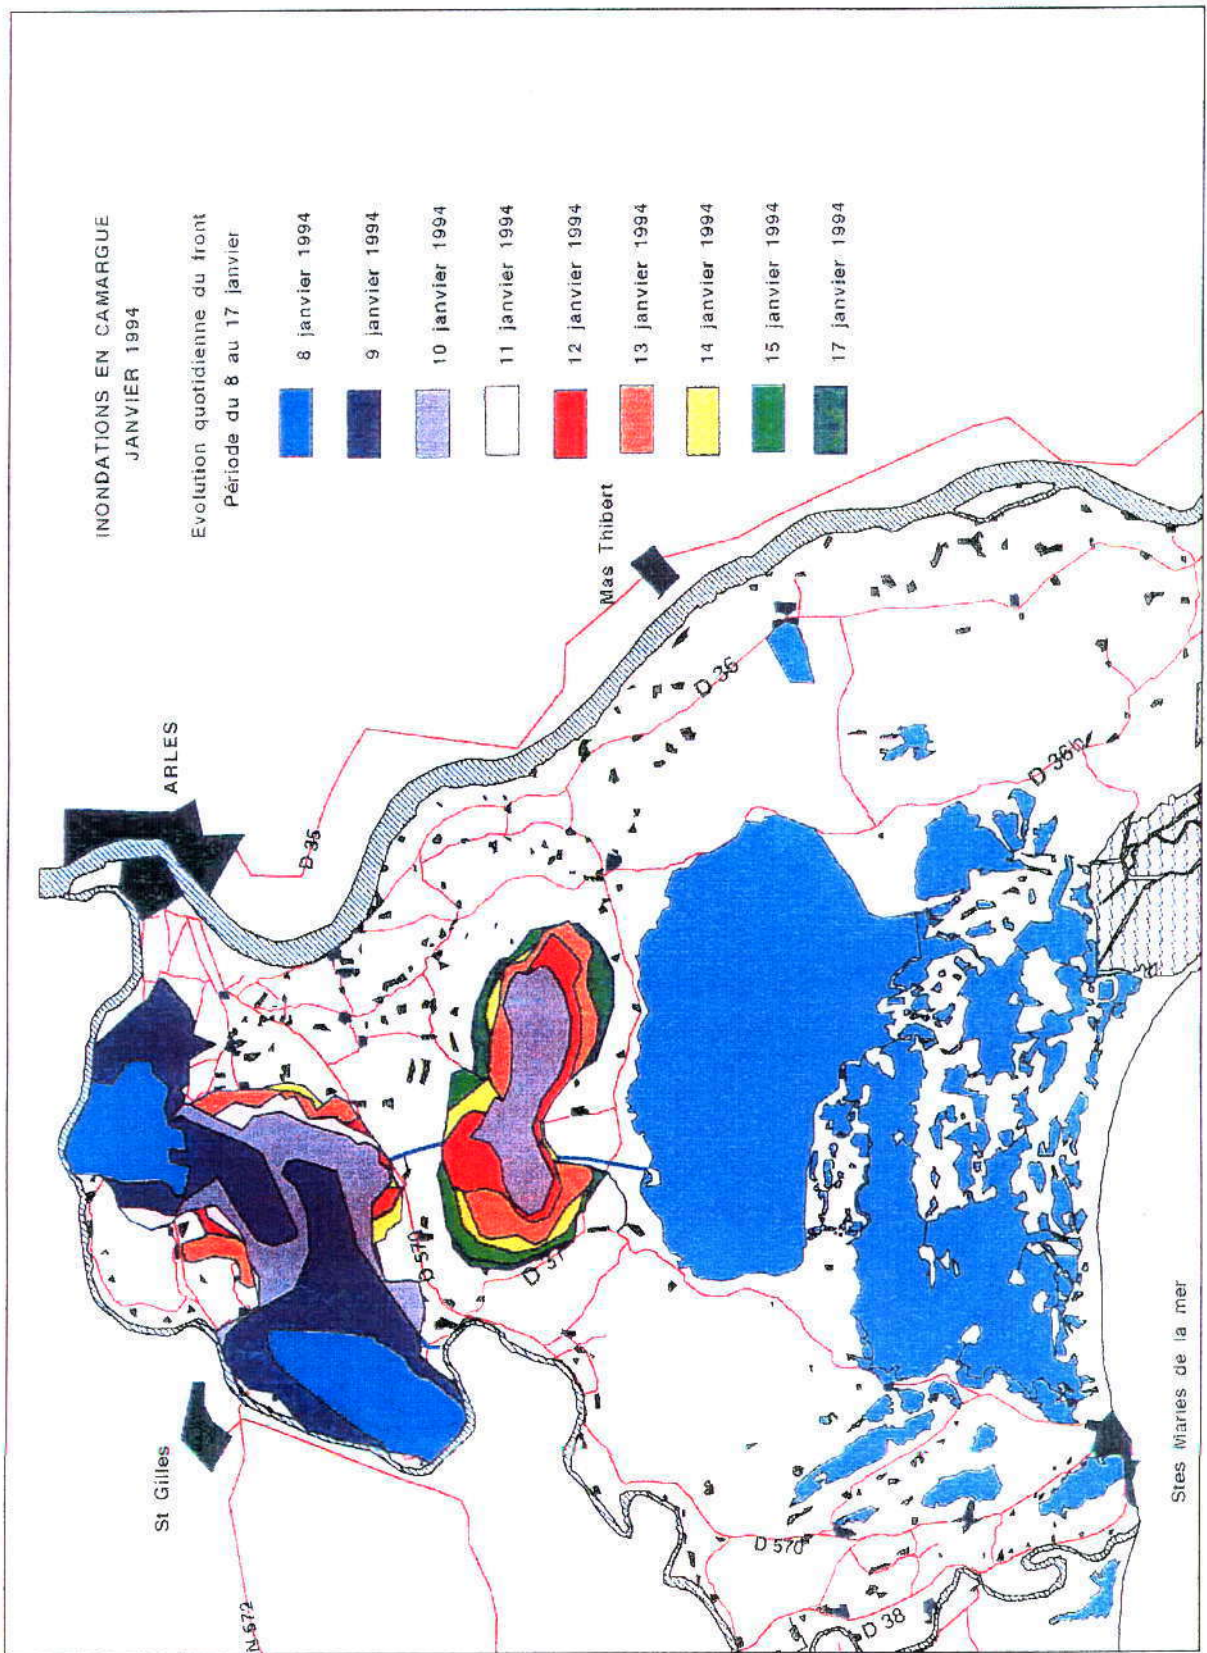 INONDATIONS EN CAMARGUE
JANVIER 1994
Evolution quotidienne du front
Période du 8 au 17 janvier
8 janvier 1994
9 janvier 1994
10 janvier 1994
11 janvier 1994
12 janvier 1994
13 janvier 1994
14 janvier 1994
15 janvier 1994
17 janvier 1994
ARLES
D 35
Mas Thibert
D 36
D 36b
St Gilles
N 572
D 570
D 37
D 570
D 38
Stes Maries de la mer